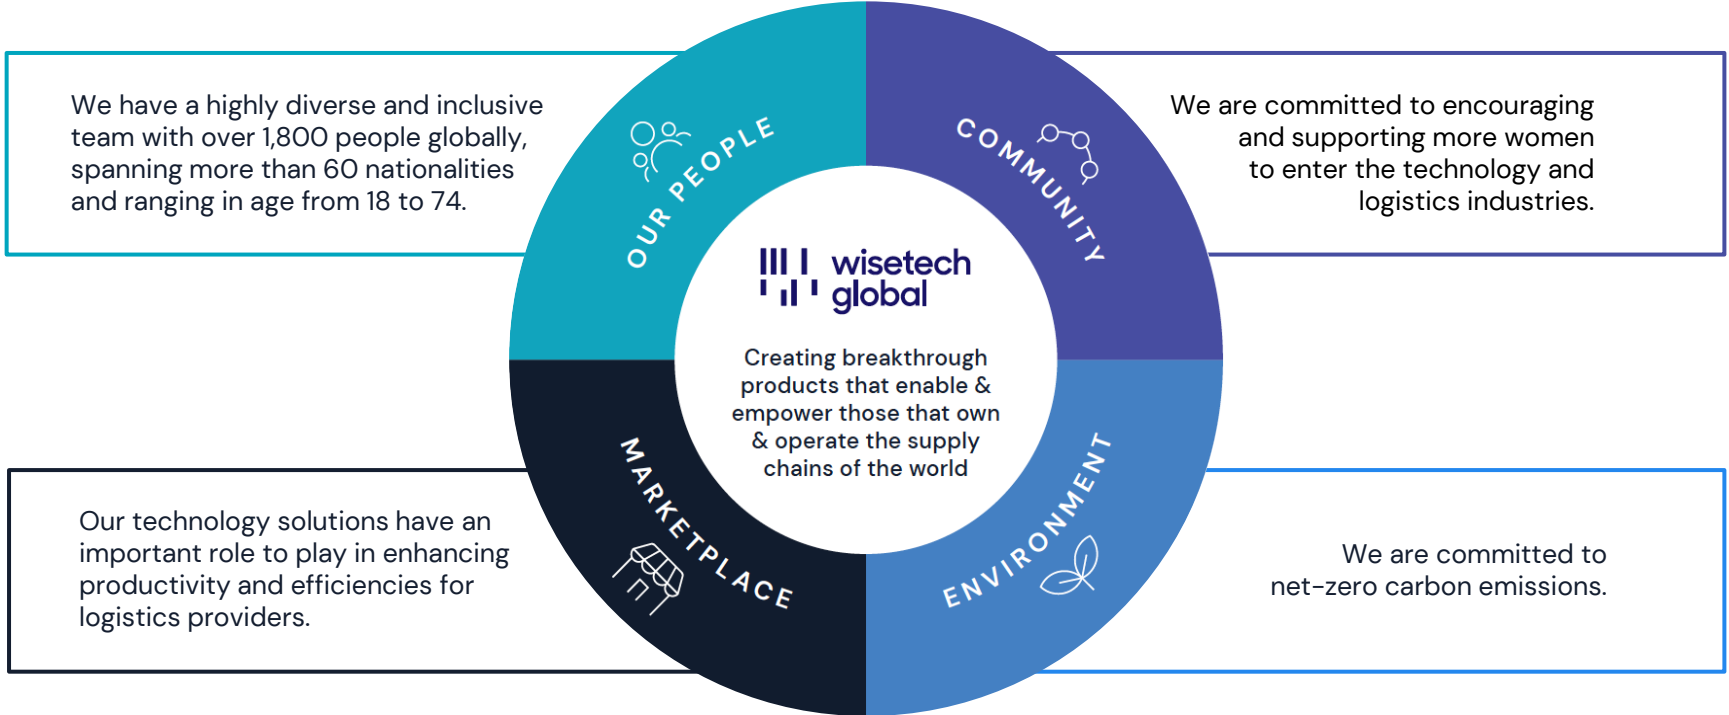 We have a highly diverse and inclusive
team with over 1,800 people globally,
spanning more than 60 nationalities
and ranging in age from 18 to 74.
OUR PEOPLE
COMMUNITY
We are committed to encouraging
and supporting more women
to enter the technology and
logistics industries.
wisetech
global
Creating breakthrough
products that enable &
empower those that own
& operate the supply
chains of the world
Our technology solutions have an
important role to play in enhancing
productivity and efficiencies for
logistics providers.
MARKETPLACE
ENVIRONMENT
We are committed to
net-zero carbon emissions.